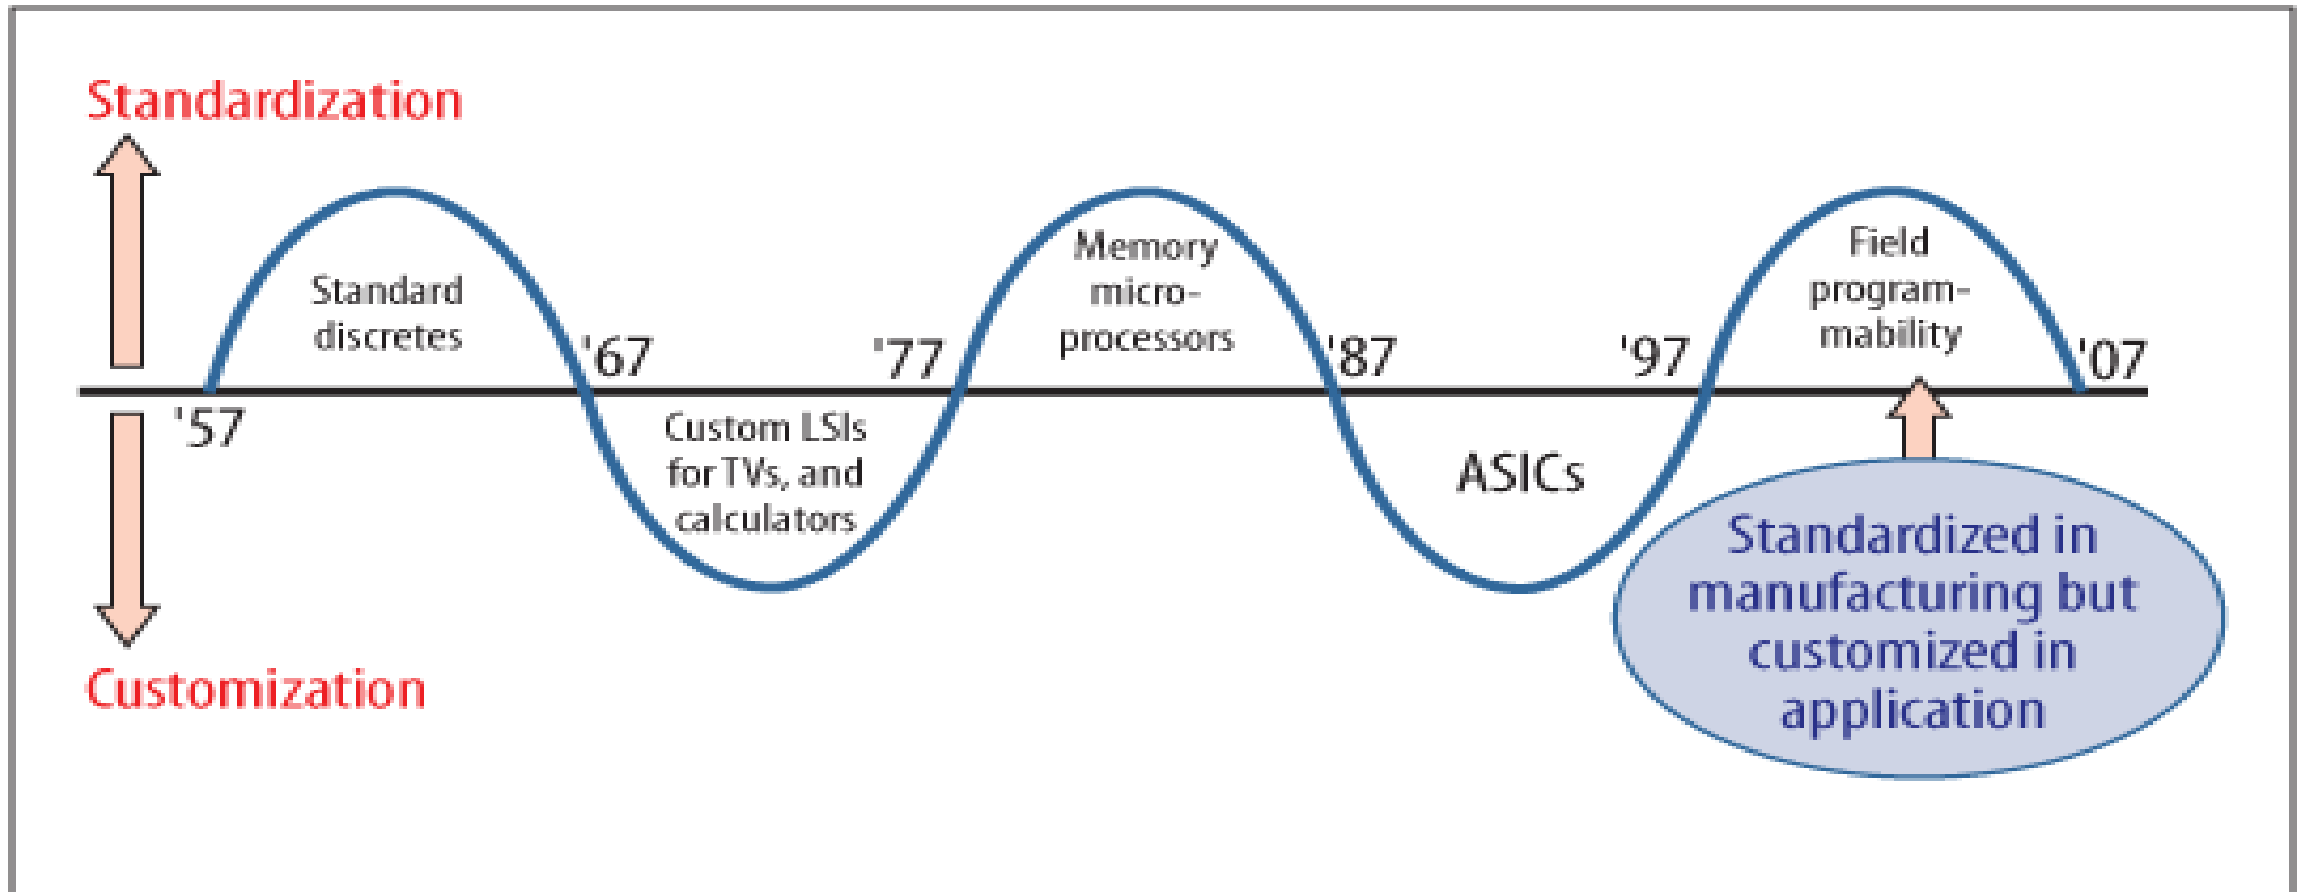 Standardization
Standard
discretes
'57
'67
Custom LSIs
for TVs, and
calculators
'77
Memory
micro-
processors
'87
ASICs
'97
Field
program-
mability
'07
Standardized in
manufacturing but
customized in
application
Customization